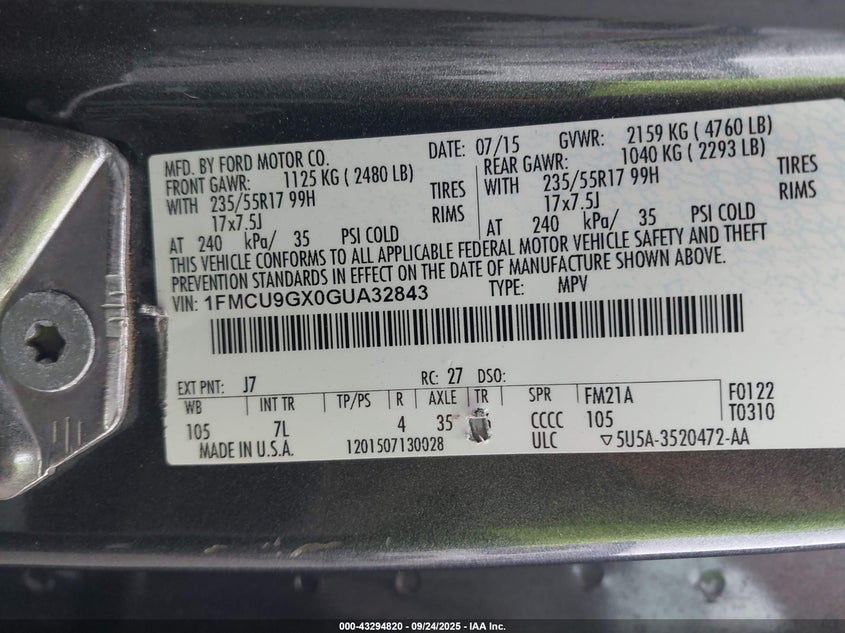 MFD. BY FORD MOTOR CO. DATE: 07/15 GVWR: 2159 KG ( 4760 LB)
FRONT GAWR: 1125 KG ( 2480 LB) REAR GAWR: 1040 KG ( 2293 LB)
WITH 235/55R17 99H TIRES WITH 235/55R17 99H TIRES
17x7.5J RIMS 17x7.5J RIMS
AT 240 kPa/ 35 PSI COLD AT 240 kPa/ 35 PSI COLD
THIS VEHICLE CONFORMS TO ALL APPLICABLE FEDERAL MOTOR VEHICLE SAFETY AND THEFT
PREVENTION STANDARDS IN EFFECT ON THE DATE OF MANUFACTURE SHOWN ABOVE.
VIN: 1FMCU9GX0GUA32843 TYPE: MPV
EXT PNT: J7 RC: 27 DSO:
WB INT TR TP/PS R AXLE TR SPR FM21A F0122
105 7L 4 35 CCCC 105 T0310
MADE IN U.S.A. 1201507130028 ULC ▽5U5A-3520472-AA
000-43294820 - 09/24/2025 - IAA Inc.